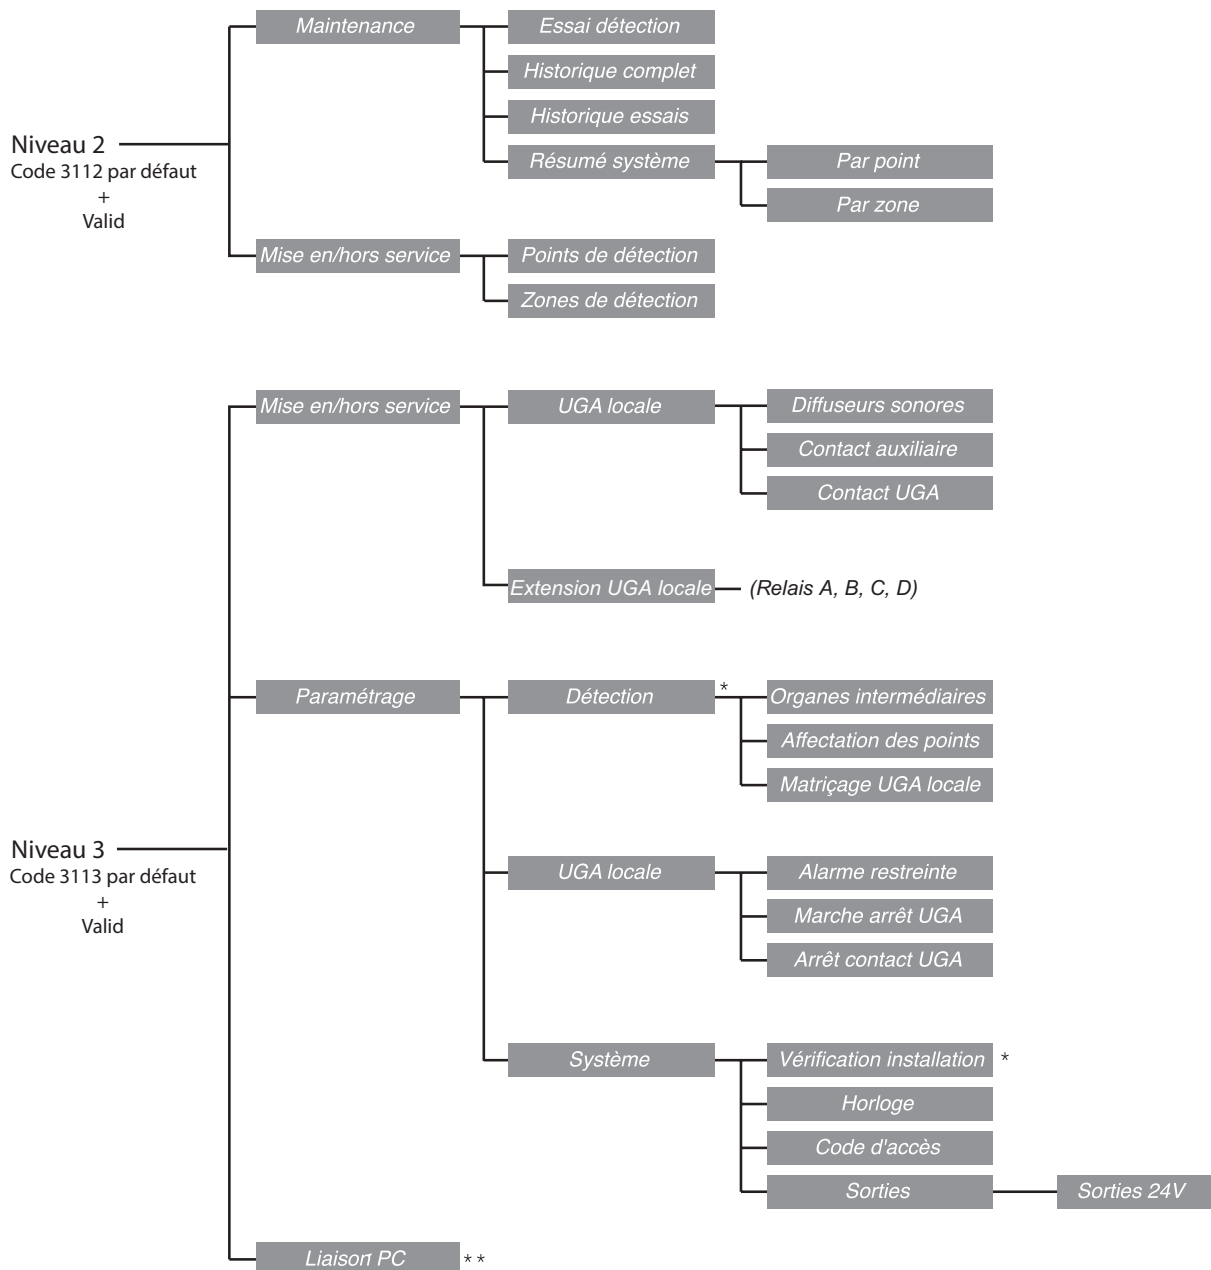 Maintenance
Essai détection
Historique complet
Historique essais
Niveau 2
Code 3112 par défaut
+
Valid
Résumé système
Par point
Par zone
Mise en/hors service
Points de détection
Zones de détection
Mise en/hors service
UGA locale
Diffuseurs sonores
Contact auxiliaire
Contact UGA
Extension UGA locale
(Relais A, B, C, D)
Paramétrage
Détection
*
Organes intermédiaires
Affectation des points
Matriçage UGA locale
Niveau 3
Code 3113 par défaut
+
Valid
UGA locale
Alarme restreinte
Marche arrêt UGA
Arrêt contact UGA
Système
Vérification installation *
Horloge
Code d'accès
Sorties
Sorties 24V
Liaison PC **